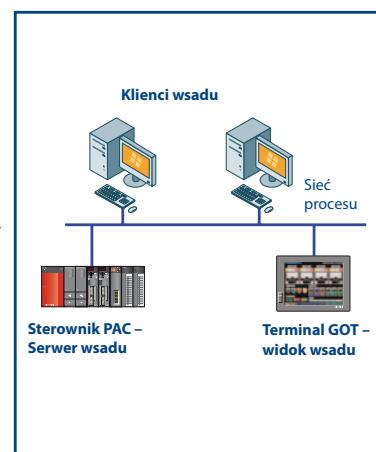 Klienci wsadu
Sieć
procesu
Sterownik PAC –
Serwer wsadu
Terminal GOT –
widok wsadu